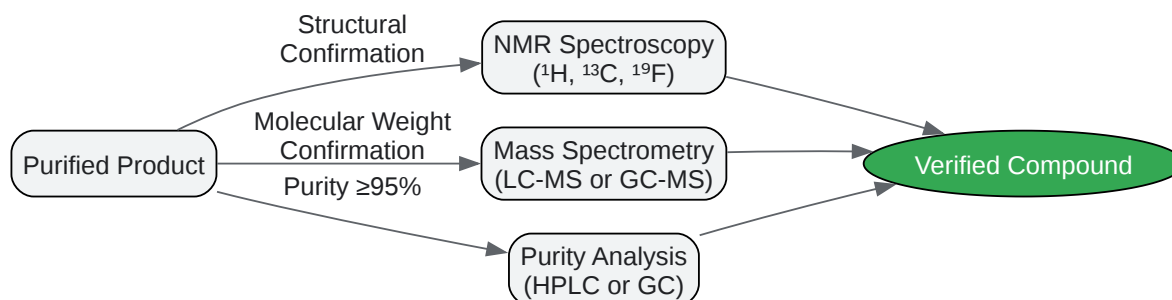 Structural
Confirmation
NMR Spectroscopy
(¹H, ¹³C, ¹⁹F)
Purified Product
Molecular Weight
Confirmation
Mass Spectrometry
(LC-MS or GC-MS)
Verified Compound
Purity ≥95%
Purity Analysis
(HPLC or GC)